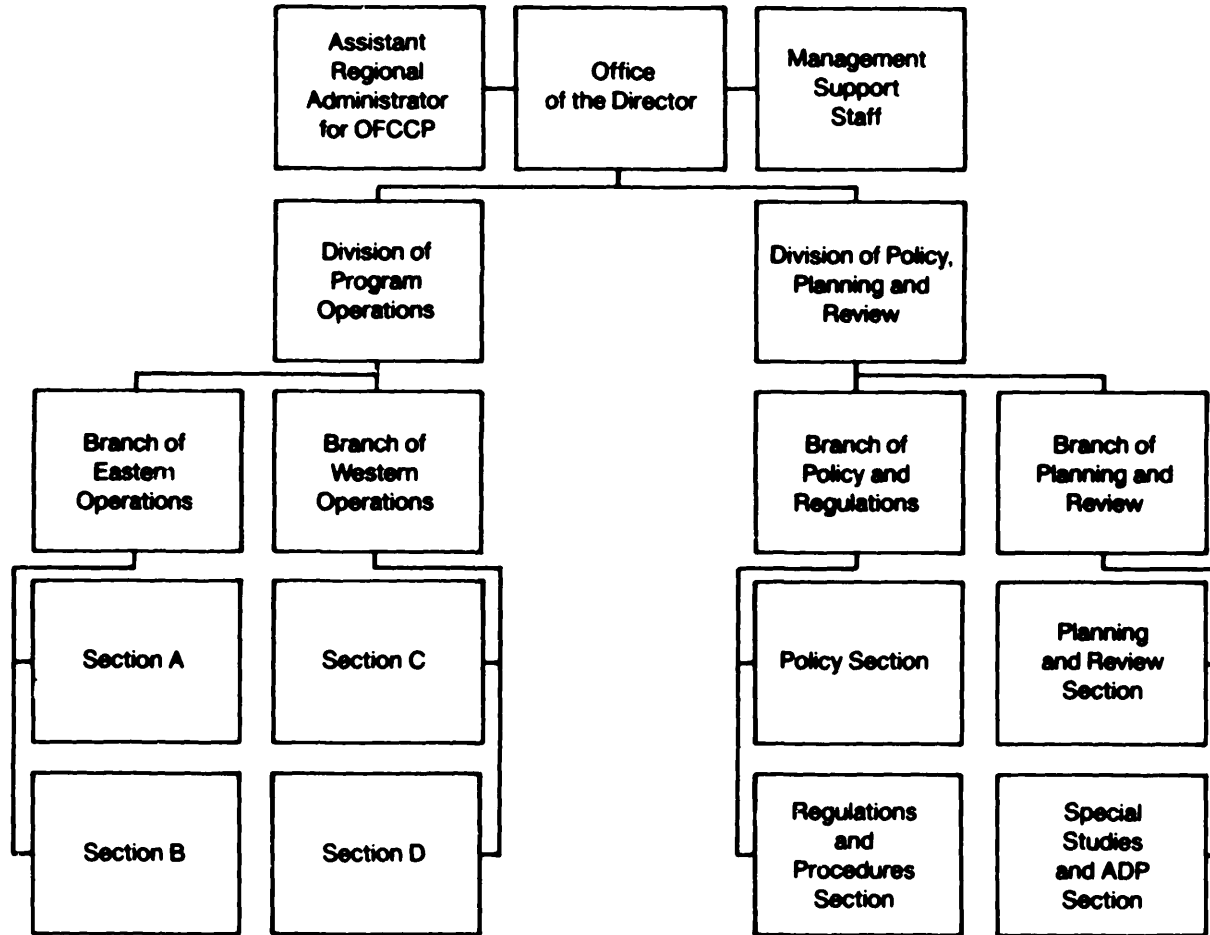 Assistant
Regional
Administrator
for OFCCP
Office
of the Director
Management
Support
Staff
Division of
Program
Operations
Division of Policy,
Planning and
Review
Branch of
Eastern
Operations
Branch of
Western
Operations
Branch of
Policy and
Regulations
Branch of
Planning and
Review
Section A
Section C
Policy Section
Planning
and Review
Section
Section B
Section D
Regulations
and
Procedures
Section
Special
Studies
and ADP
Section